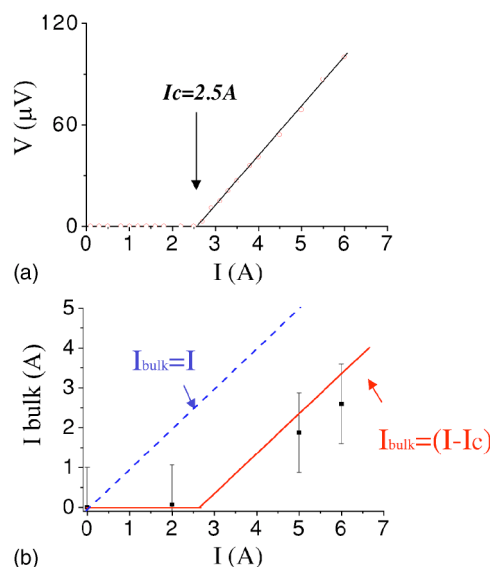 120
Ic=2.5A
V (μV)
60
0
0 1 2 3 4 5 6 7
(a)
I (A)
5
Ibulk=I
4
I bulk (A)
3
2
Ibulk=(I-Ic)
1
0
0 1 2 3 4 5 6 7
(b)
I (A)